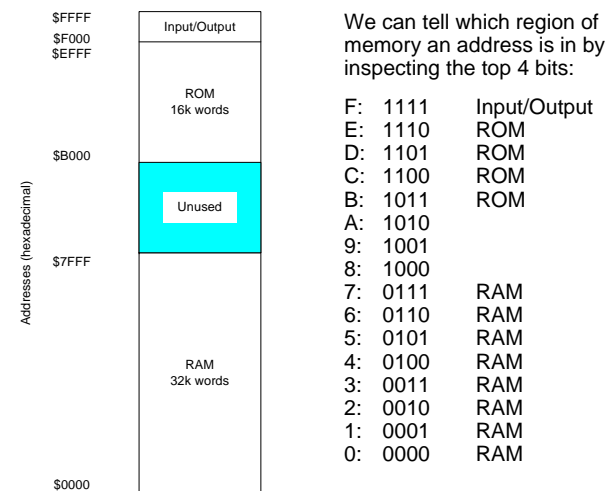 $FFFF
Input/Output
$F000
$EFFF
ROM
16k words
$B000
Unused
$7FFF
Addresses (hexadecimal)
RAM
32k words
$0000
We can tell which region of
memory an address is in by
inspecting the top 4 bits:
F: 1111 Input/Output
E: 1110 ROM
D: 1101 ROM
C: 1100 ROM
B: 1011 ROM
A: 1010
9: 1001
8: 1000
7: 0111 RAM
6: 0110 RAM
5: 0101 RAM
4: 0100 RAM
3: 0011 RAM
2: 0010 RAM
1: 0001 RAM
0: 0000 RAM